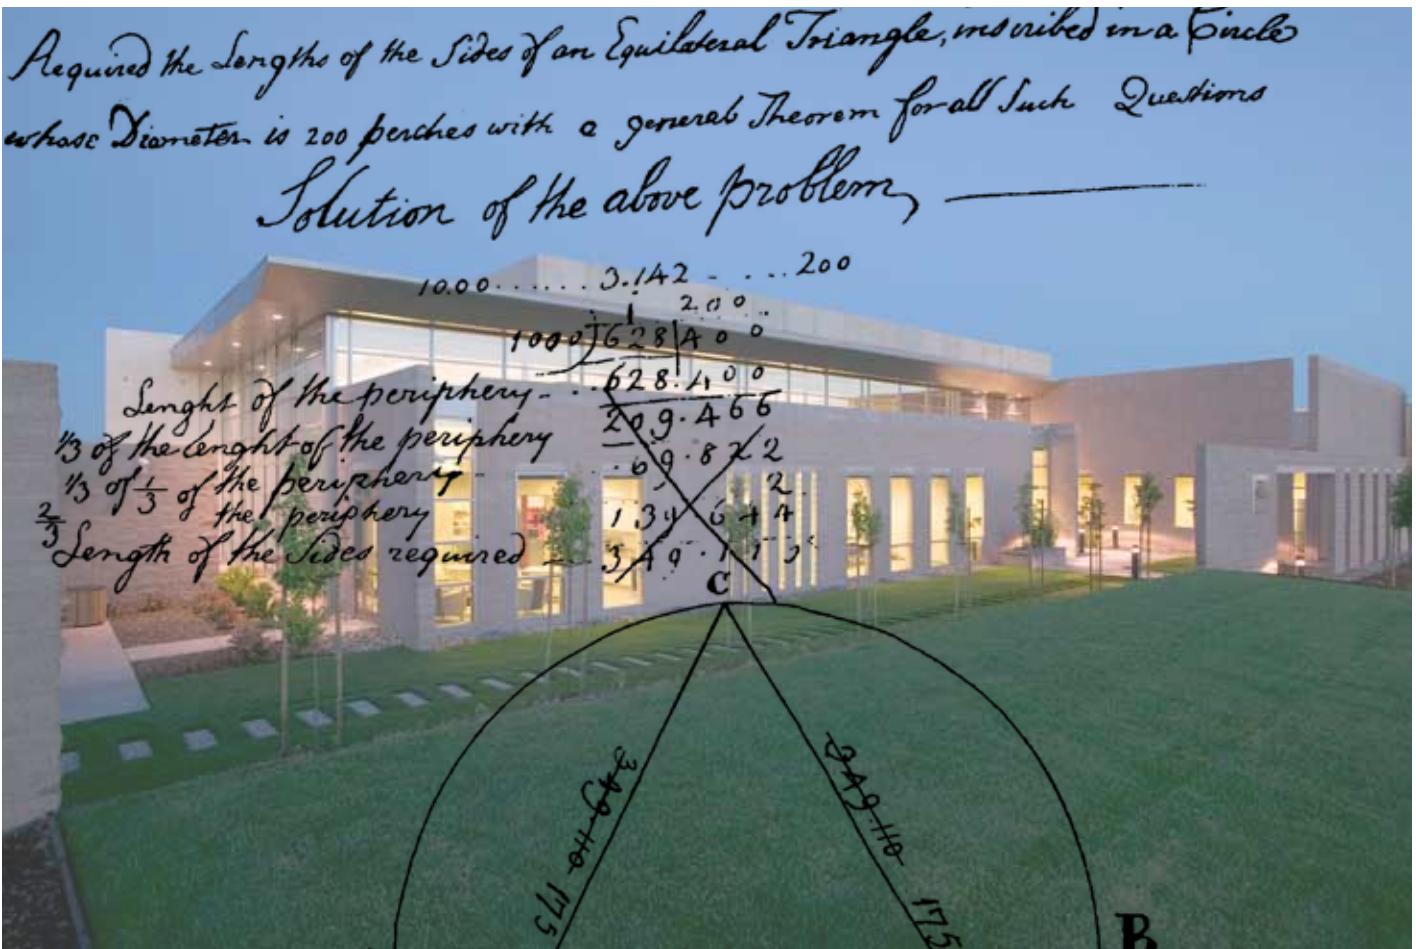 Required the Lengths of the Sides of an Equilateral Triangle, inscribed in a Circle
whose Diameter is 200 perches with a general Theorem for all Such Questions
Solution of the above problem,
10.00 ...... 3.142 - ... 200
1 200
1000)628|400
Lenght of the periphery - .. 628.400
1/3 of the lenght of the periphery 209.466
1/3 of 1/3 of the periphery - .. 69.822
2
2/3 the periphery 139 644
Length of the Sides required - - - 349.110
C
349 110 175
349.110 175
B